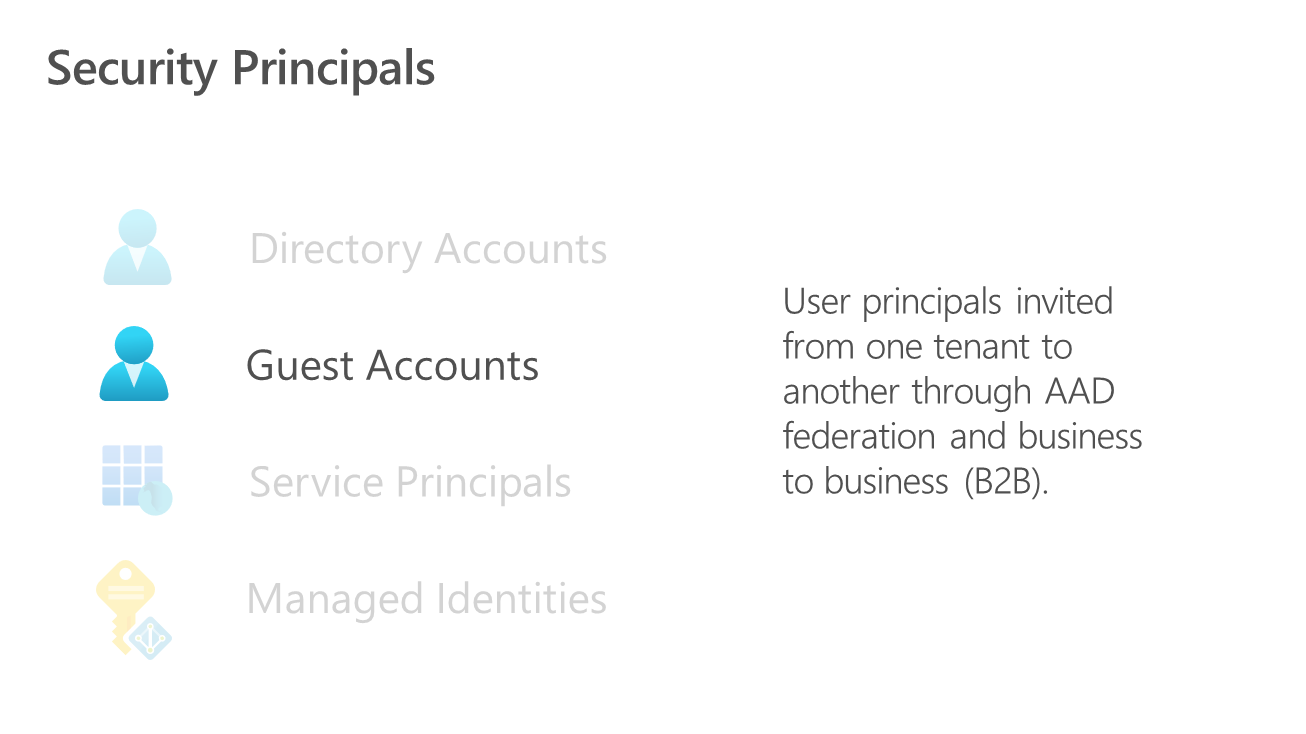 Security Principals
Directory Accounts
Guest Accounts
Service Principals
Managed Identities
User principals invited
from one tenant to
another through AAD
federation and business
to business (B2B).